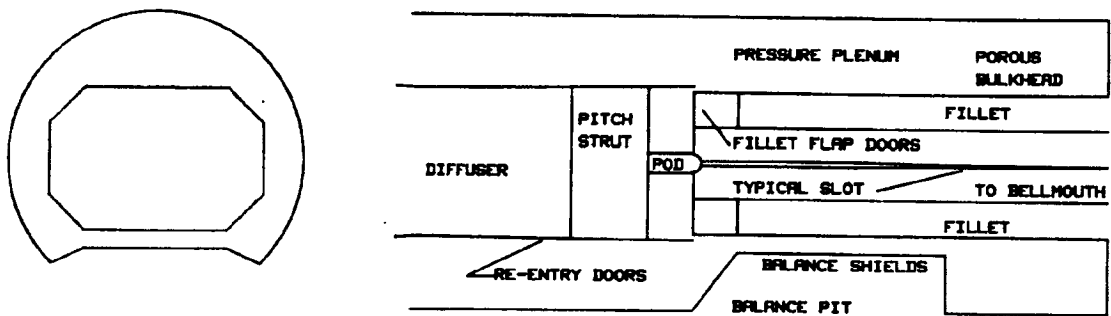 PRESSURE PLENUM
POROUS
BULKHEAD
FILLET
PITCH
STRUT
FILLET FLAP DOORS
DIFFUSER
POD
TYPICAL SLOT
TO BELLMOUTH
FILLET
RE-ENTRY DOORS
BALANCE SHIELDS
BALANCE PIT